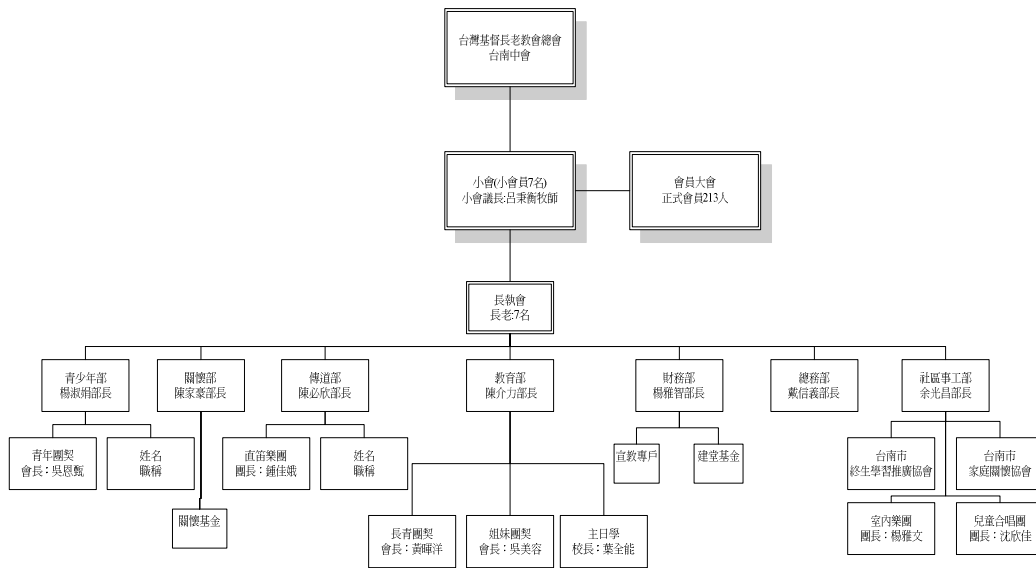 台灣基督長老教會總會
台南中會
小會(小會員7名)
小會議長:呂秉衡牧師
會員大會
正式會員213人
長執會
長老:7名
青少年部
楊淑娟部長
關懷部
陳家豪部長
傳道部
陳必欣部長
教育部
陳介力部長
財務部
楊雅智部長
總務部
戴信義部長
社區事工部
余光昌部長
青年團契
會長：吳恩甄
姓名
職稱
直笛樂團
團長：鍾佳娥
姓名
職稱
宣教專戶
建堂基金
台南市
終生學習推廣協會
台南市
家庭關懷協會
關懷基金
長青團契
會長：黃暉洋
姐妹團契
會長：吳美容
主日學
校長：葉全能
室內樂團
團長：楊雅文
兒童合唱團
團長：沈欣佳